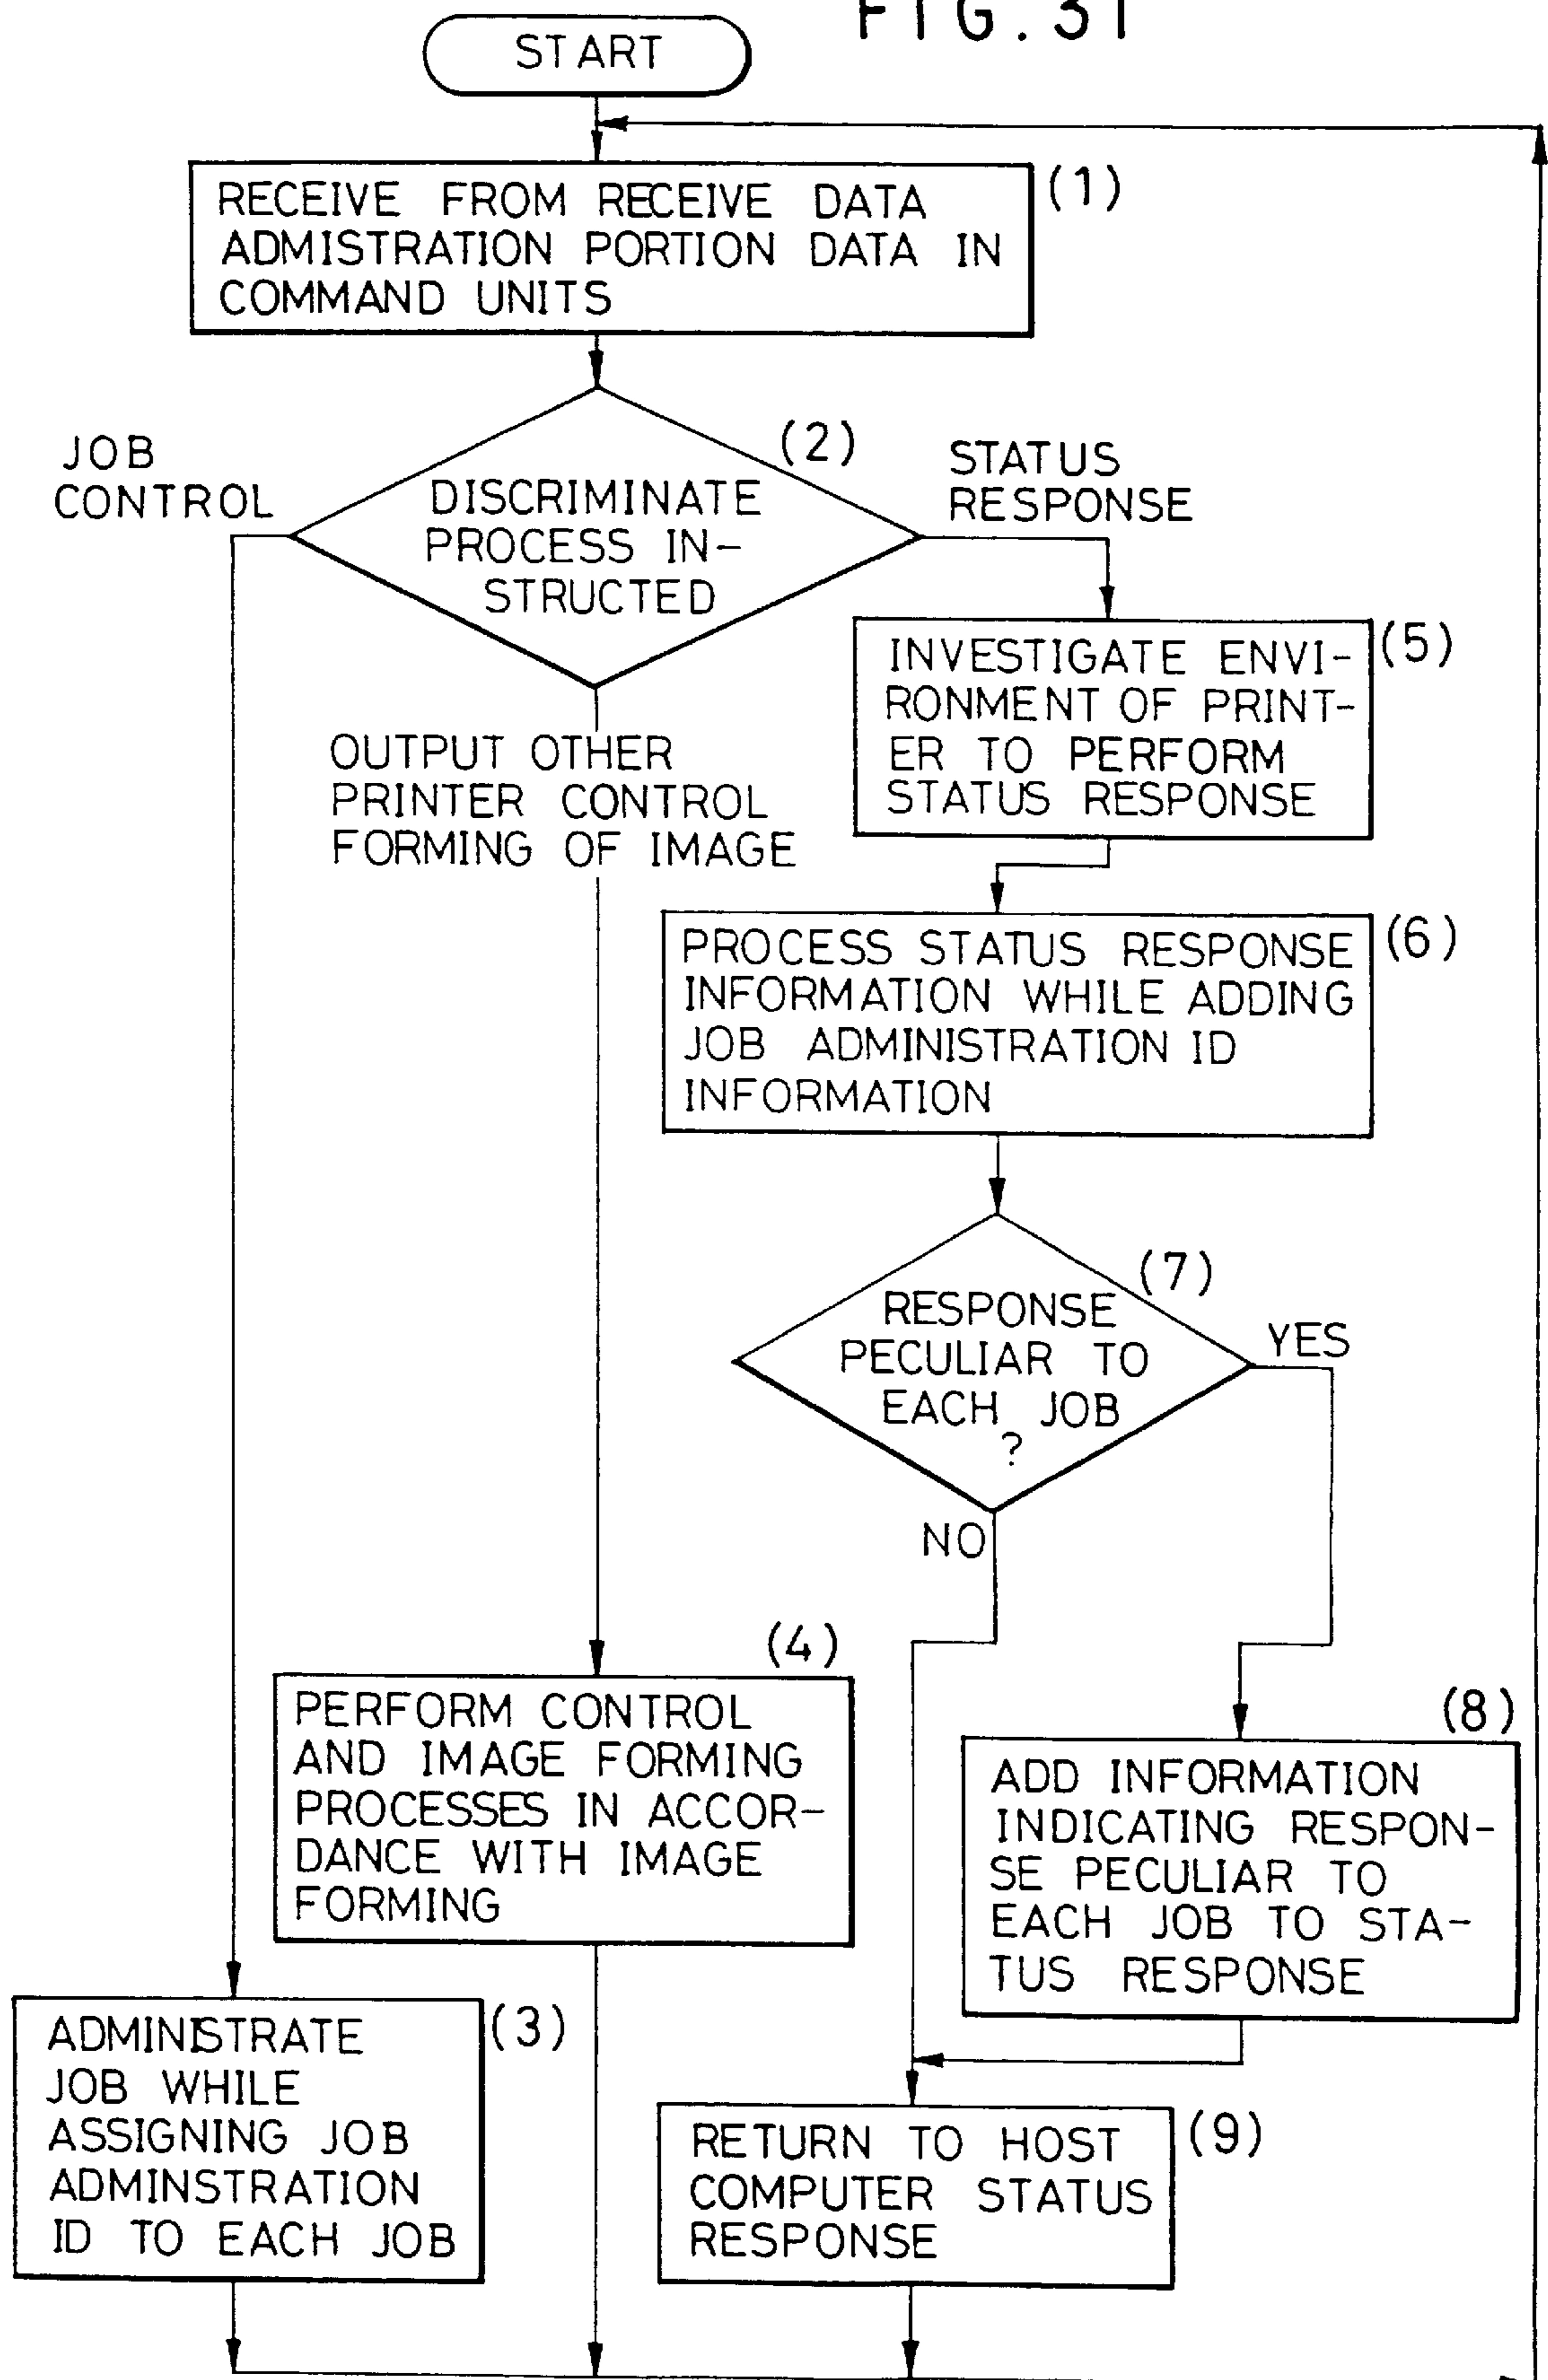 FIG. 31
START
RECEIVE FROM RECEIVE DATA
ADMISTRATION PORTION DATA IN
COMMAND UNITS
(1)
JOB
CONTROL
(2)
DISCRIMINATE
PROCESS IN-
STRUCTED
STATUS
RESPONSE
OUTPUT OTHER
PRINTER CONTROL
FORMING OF IMAGE
INVESTIGATE ENVI-
RONMENT OF PRINT-
ER TO PERFORM
STATUS RESPONSE
(5)
PROCESS STATUS RESPONSE
INFORMATION WHILE ADDING
JOB ADMINISTRATION ID
INFORMATION
(6)
(7)
RESPONSE
PECULIAR TO
EACH JOB
?
YES
NO
(4)
PERFORM CONTROL
AND IMAGE FORMING
PROCESSES IN ACCOR-
DANCE WITH IMAGE
FORMING
(8)
ADD INFORMATION
INDICATING RESPON-
SE PECULIAR TO
EACH JOB TO STA-
TUS RESPONSE
ADMINISTRATE
JOB WHILE
ASSIGNING JOB
ADMINSTRATION
ID TO EACH JOB
(3)
RETURN TO HOST
COMPUTER STATUS
RESPONSE
(9)